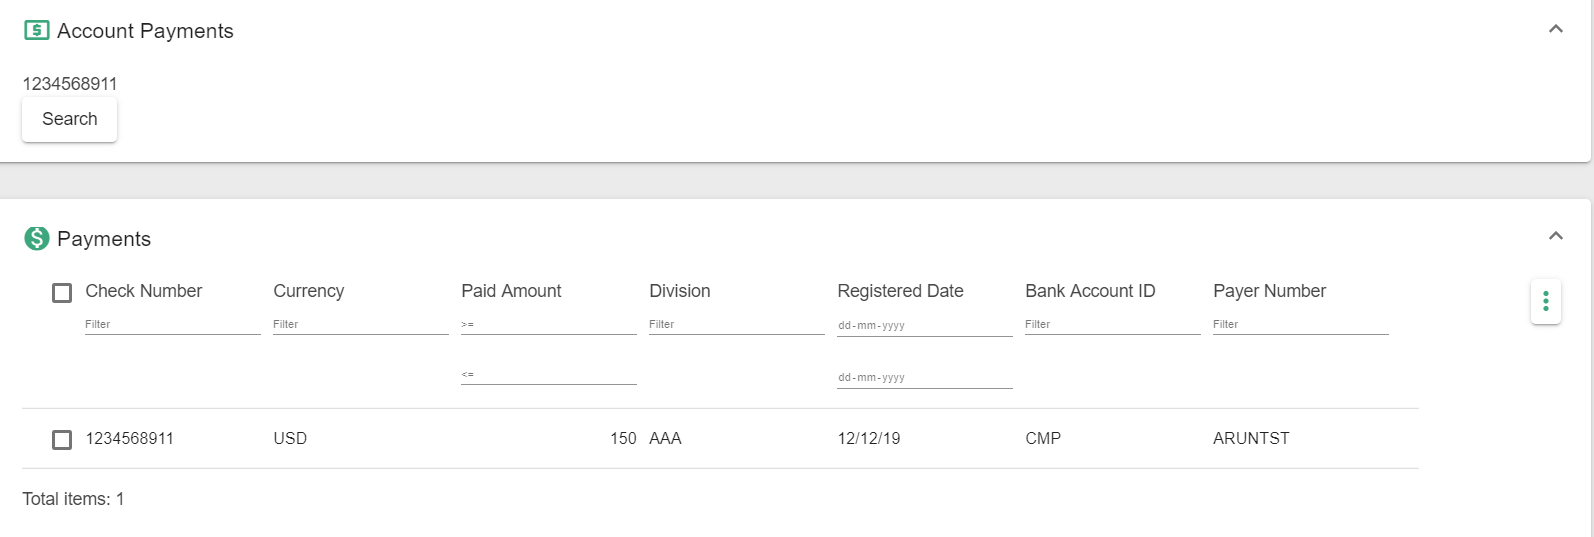 Account Payments
1234568911
Search
Payments
Check Number Currency Paid Amount Division Registered Date Bank Account ID Payer Number
Filter Filter >= Filter dd-mm-yyyy Filter Filter
<= dd-mm-yyyy
1234568911 USD 150 AAA 12/12/19 CMP ARUNTST
Total items: 1